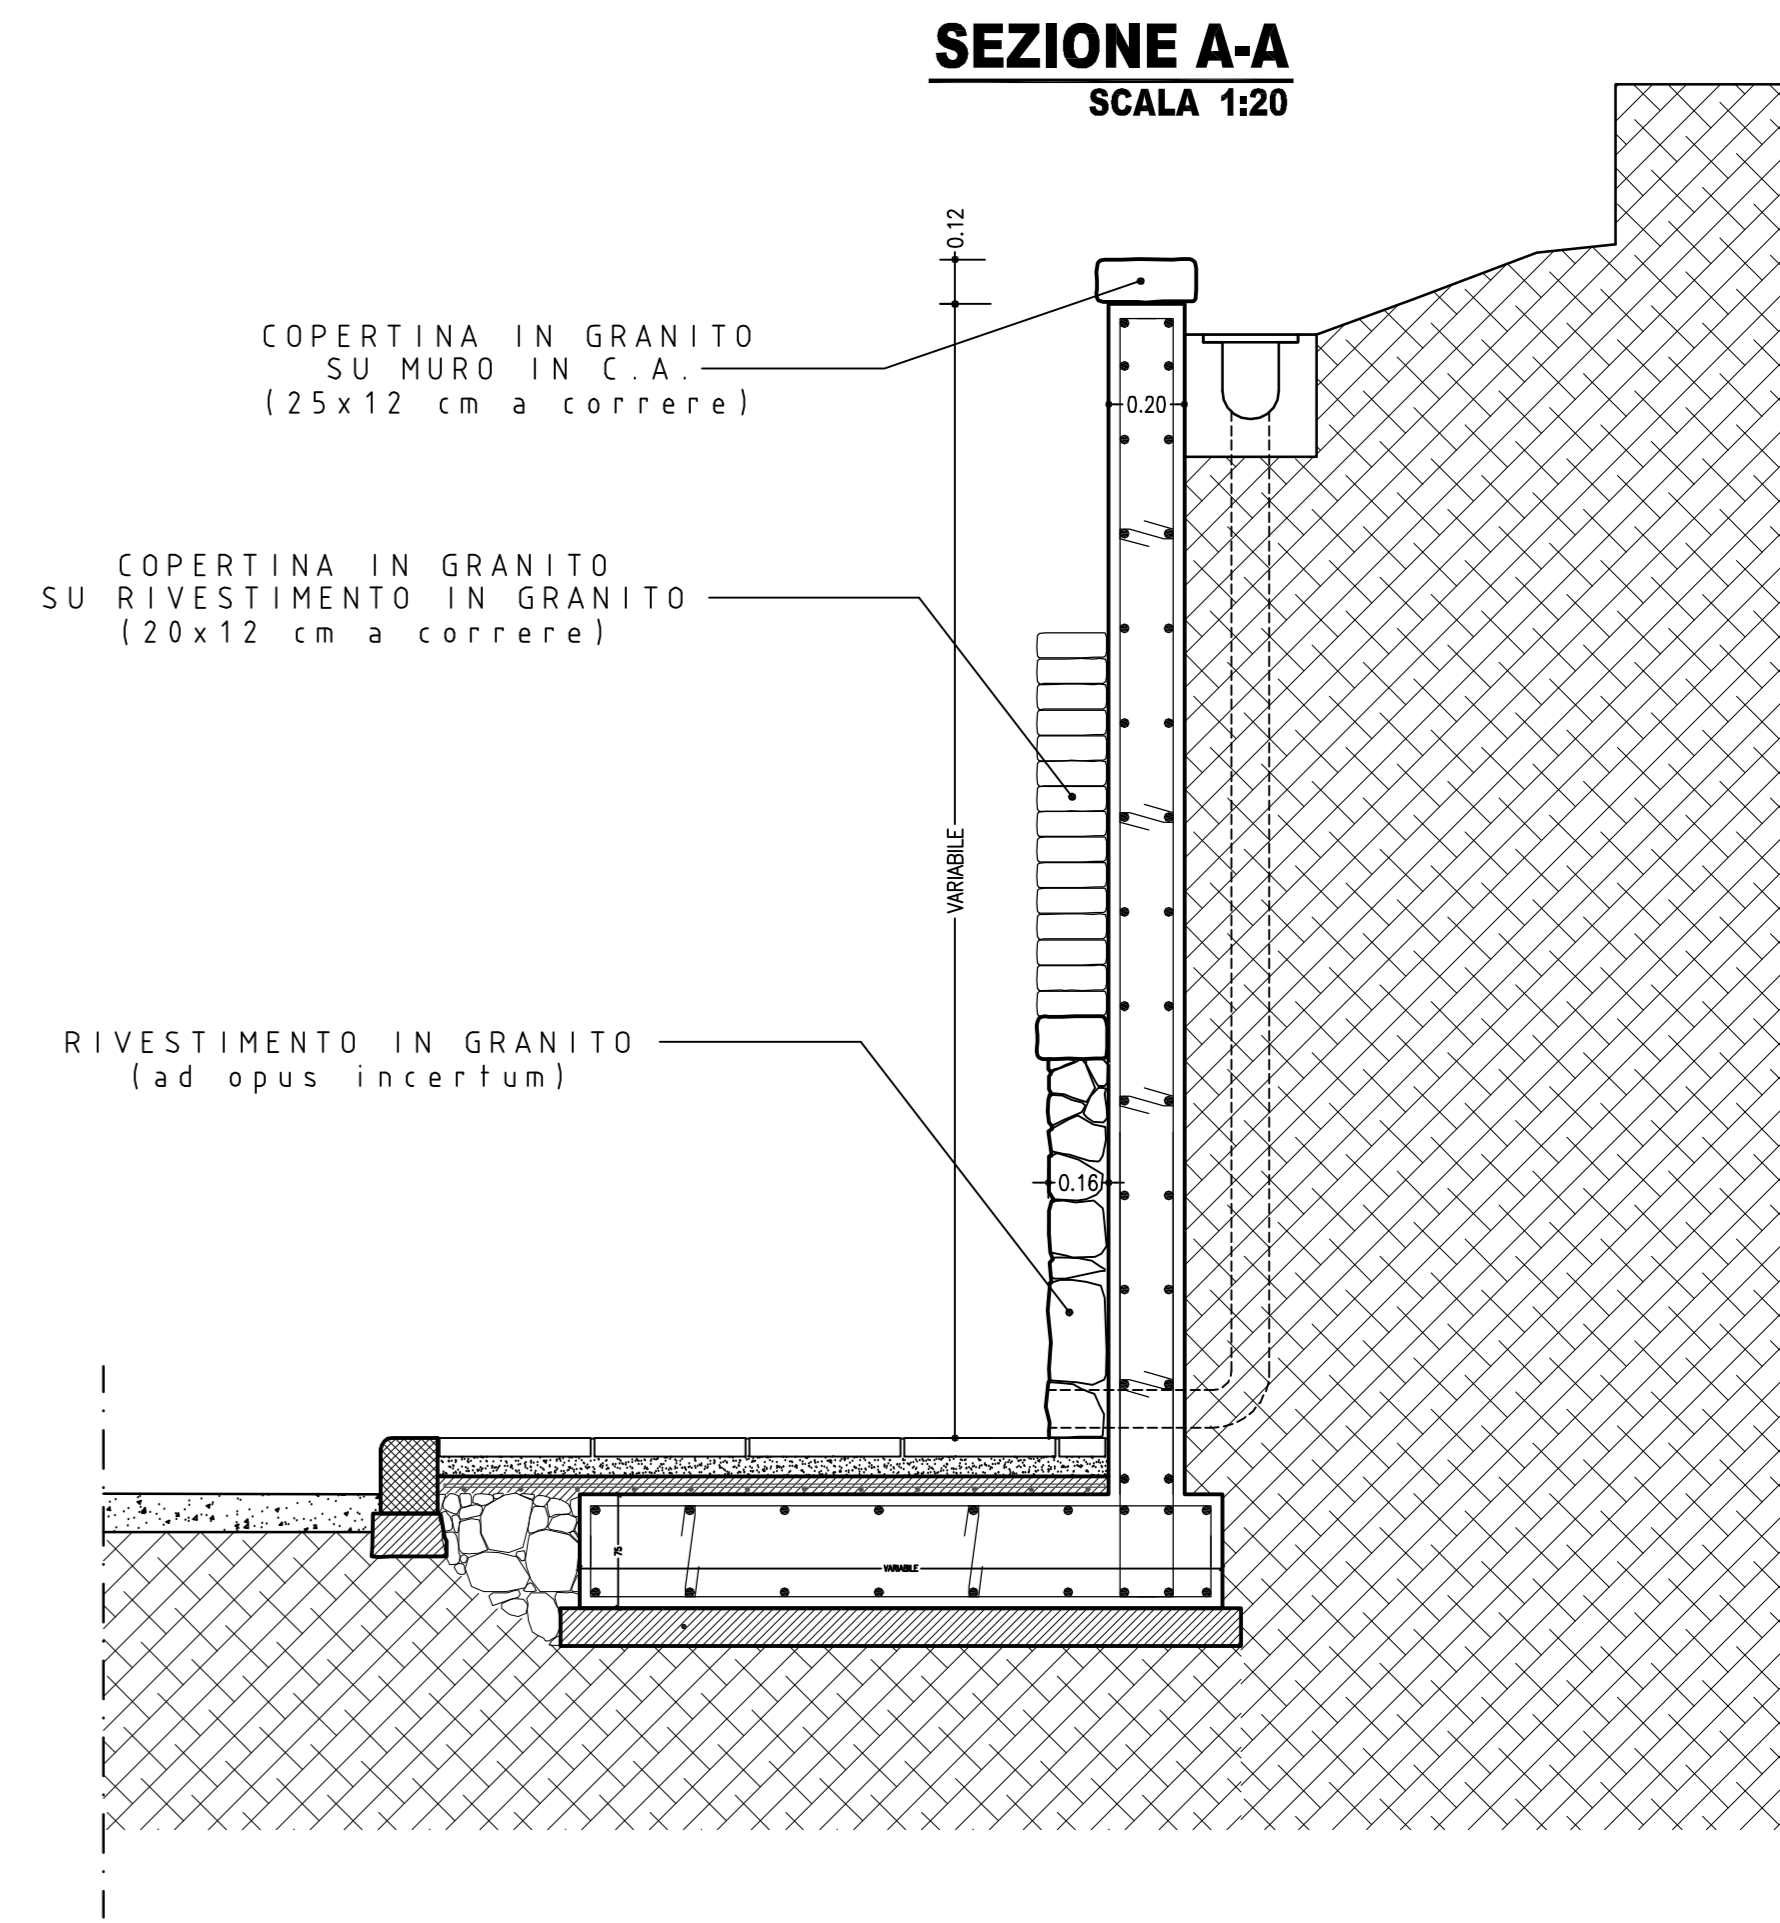 SEZIONE A-A
SCALA 1:20
0.12
COPERTINA IN GRANITO
SU MURO IN C.A.
(25x12 cm a correre)
0.20
COPERTINA IN GRANITO
SU RIVESTIMENTO IN GRANITO
(20x12 cm a correre)
VARIABILE
RIVESTIMENTO IN GRANITO
(ad opus incertum)
0.16
75
VARIABILE